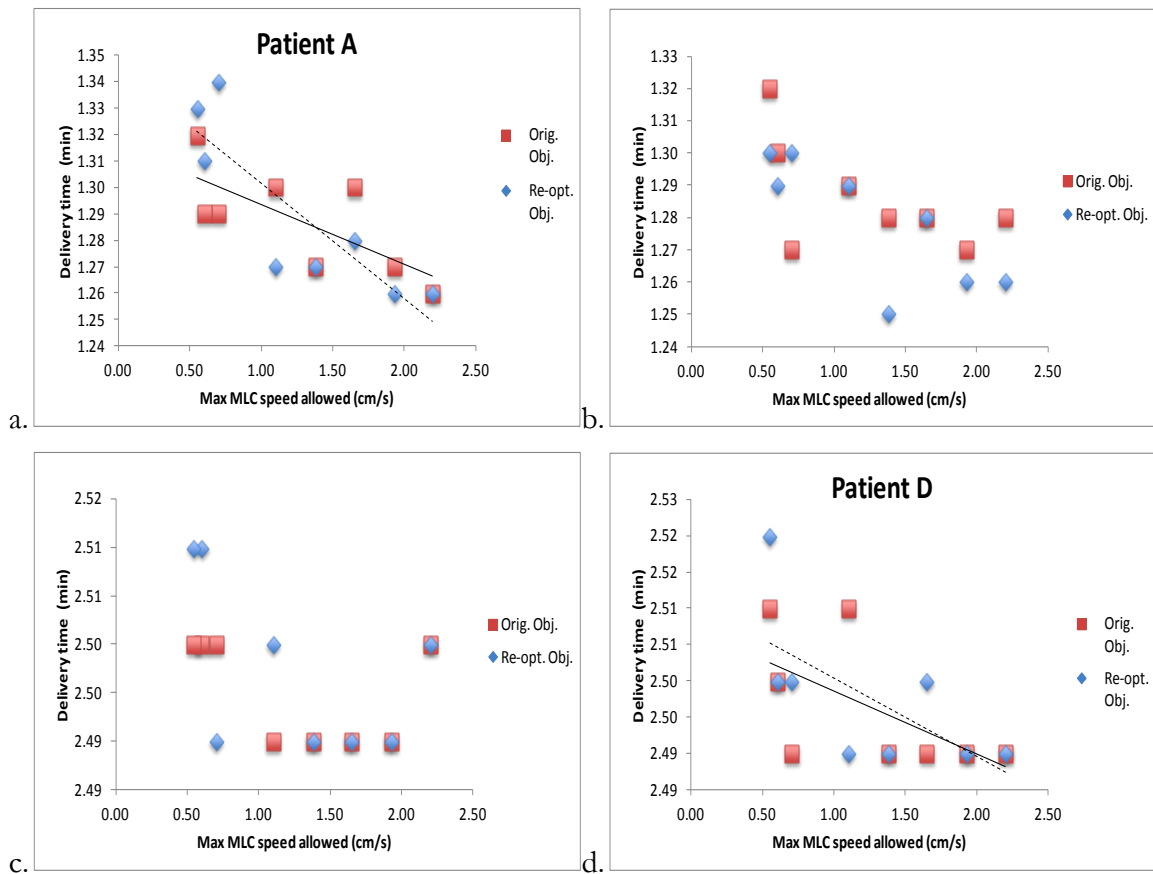 Patient A
1.35
1.34
1.33
1.32
1.31
1.30
1.29
1.28
1.27
1.26
1.25
1.24
Delivery time (min)
0.00 0.50 1.00 1.50 2.00 2.50
Max MLC speed allowed (cm/s)
Orig.
Obj.
Re-opt.
Obj.
a.
1.33
1.32
1.31
1.30
1.29
1.28
1.27
1.26
1.25
1.24
Delivery time (min)
0.00 0.50 1.00 1.50 2.00 2.50
Max MLC speed allowed (cm/s)
Orig. Obj.
Re-opt. Obj.
b.
2.52
2.51
2.51
2.50
2.50
2.49
2.49
Delivery time (min)
0.00 0.50 1.00 1.50 2.00 2.50
Max MLC speed allowed (cm/s)
Orig. Obj.
Re-opt. Obj.
c.
Patient D
2.53
2.52
2.52
2.51
2.51
2.50
2.50
2.49
2.49
Delivery time (min)
0.00 0.50 1.00 1.50 2.00 2.50
Max MLC speed allowed (cm/s)
Orig.
Obj.
Re-opt.
Obj.
d.